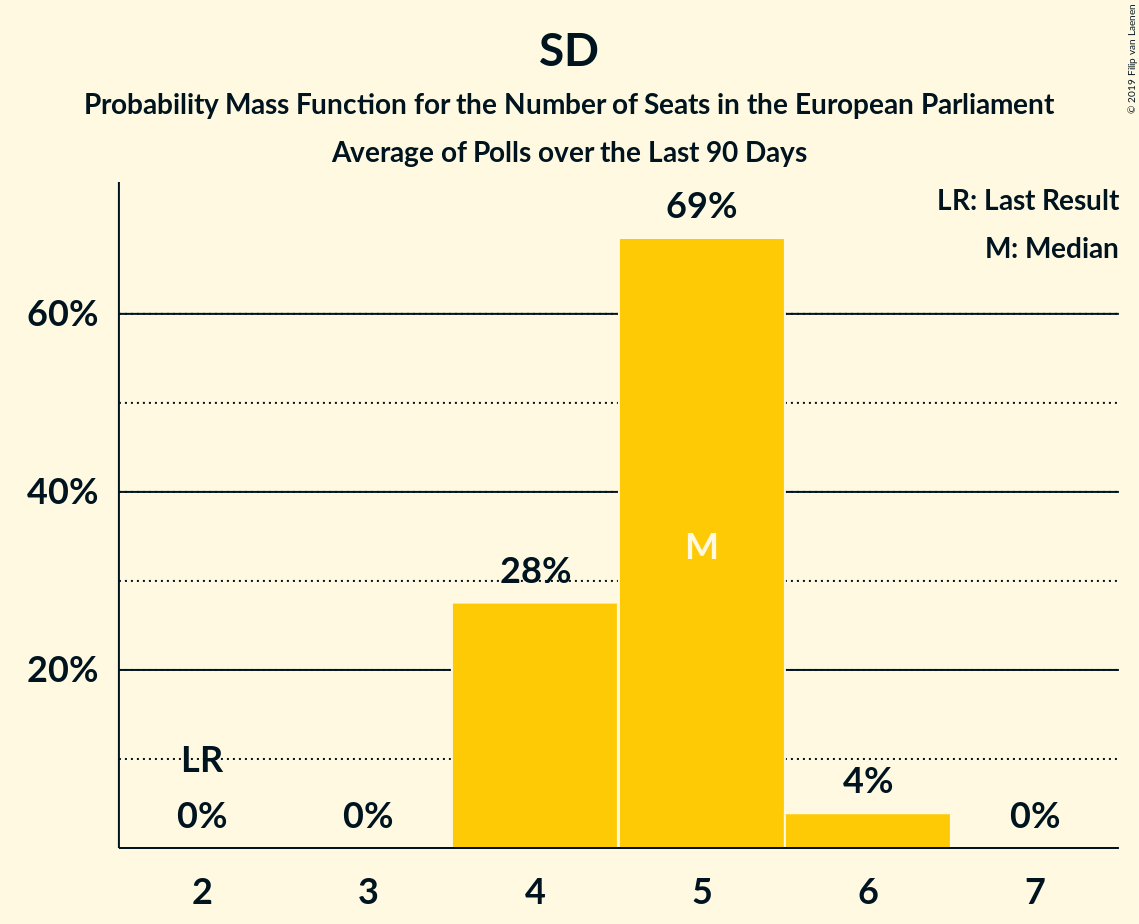 SD
Probability Mass Function for the Number of Seats in the European Parliament
Average of Polls over the Last 90 Days
© 2019 Filip van Laenen
LR: Last Result
M: Median
69%
60%
40%
M
28%
20%
LR
4%
0%
0%
0%
2
3
4
5
6
7